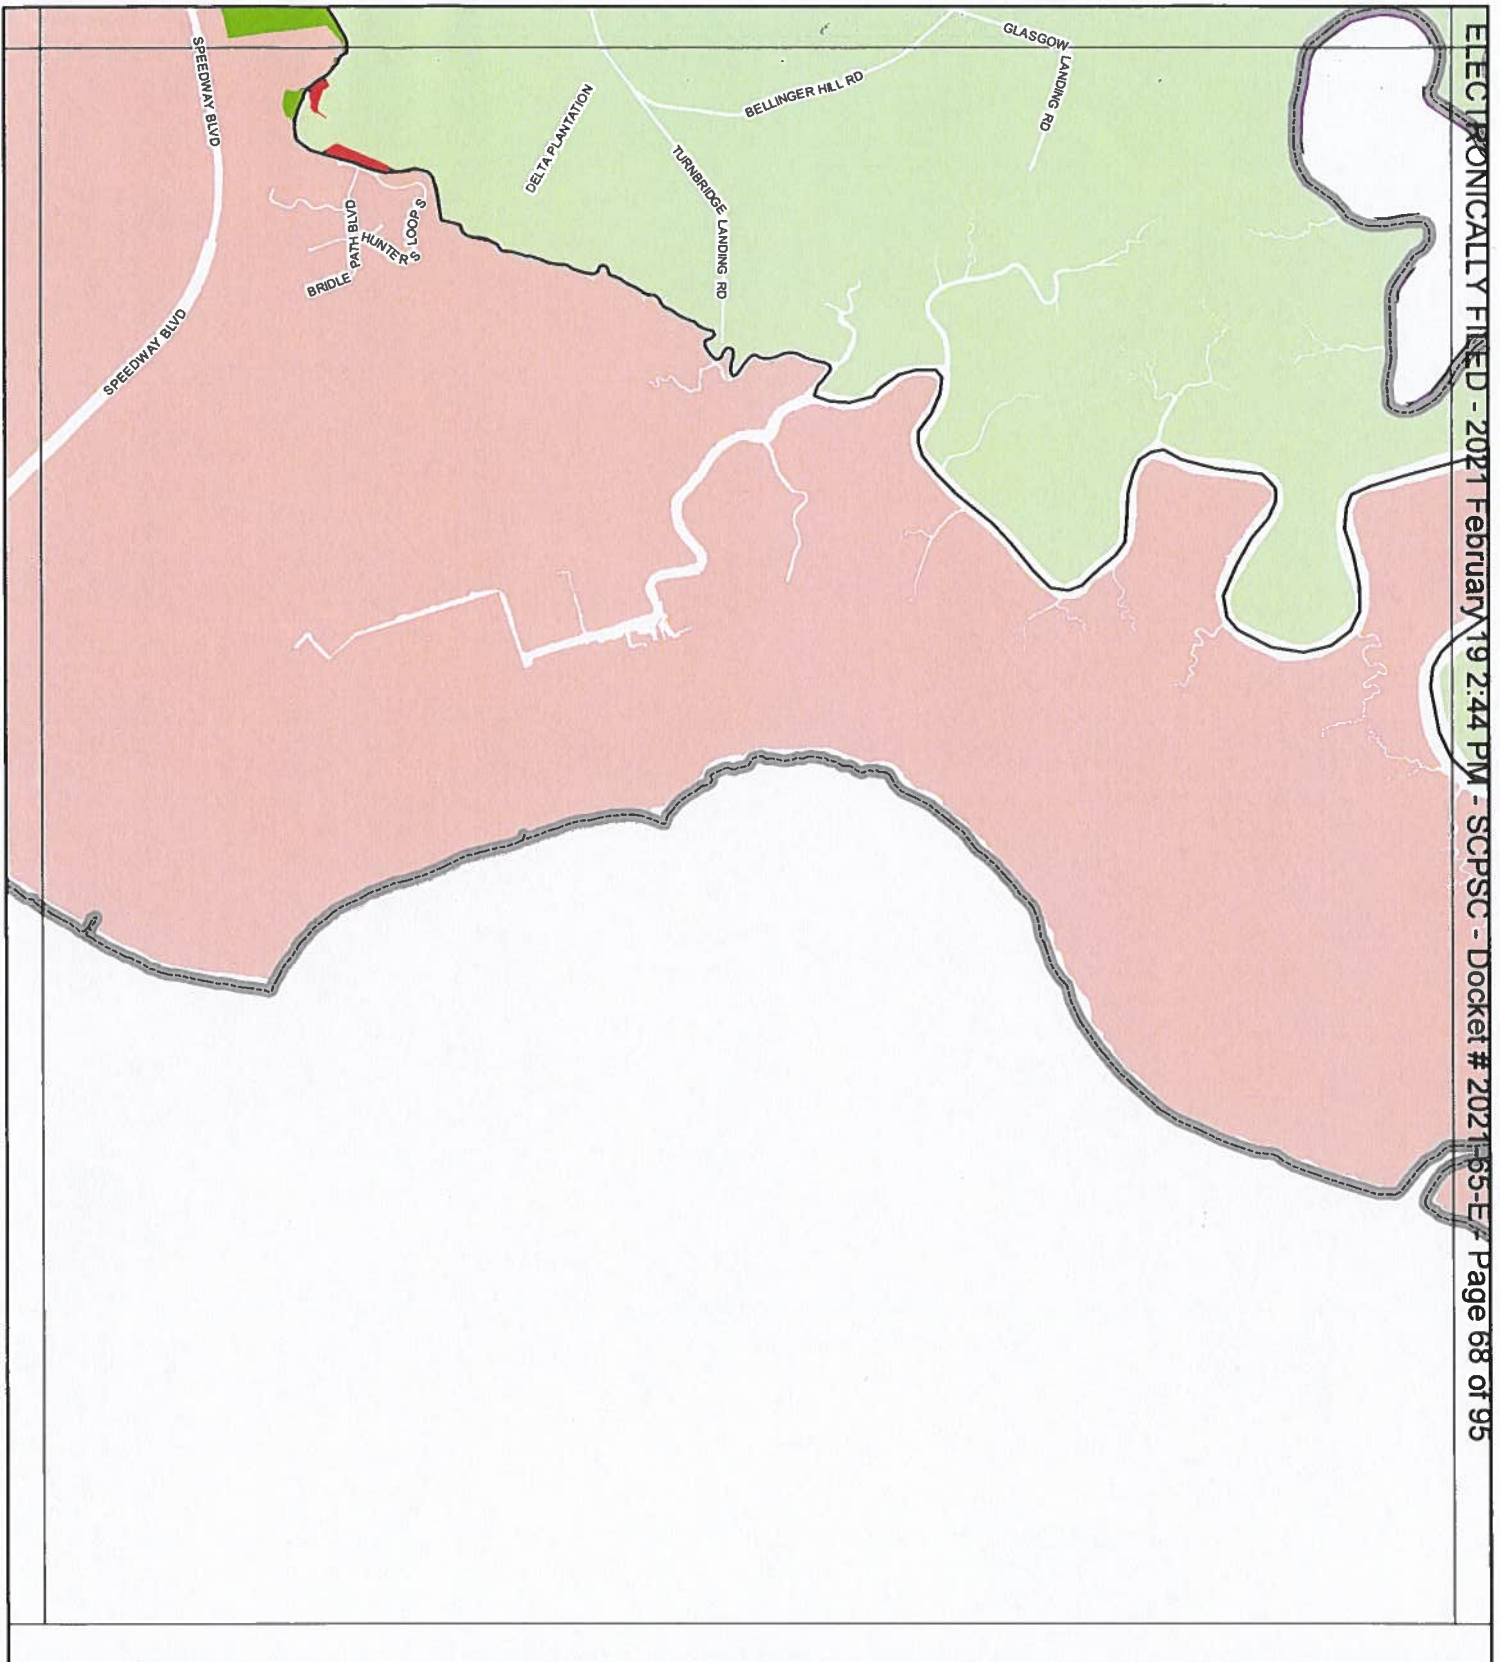 ELECTRONICALLY FILED - 2021 February 19 2:44 PM - SCPSC - Docket # 2021-65-E - Page 68 of 95
SPEEDWAY BLVD
GLASGOW LANDING RD
BELLINGER HILL RD
DELTA PLANTATION
TURNBRIDGE LANDING RD
HUNTERS LOOP S
BRIDLE PATH BLVD
SPEEDWAY BLVD